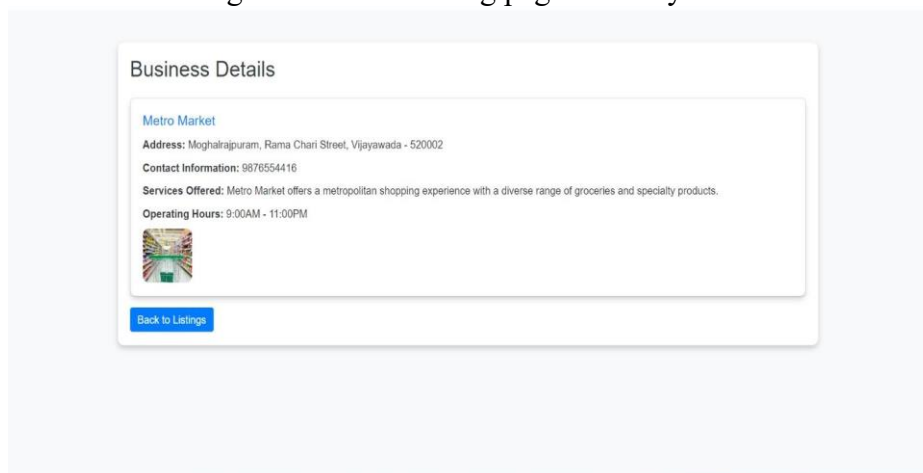 Business Details
Metro Market
Address: Moghalrajpuram, Rama Chari Street, Vijayawada - 520002
Contact Information: 9876554416
Services Offered: Metro Market offers a metropolitan shopping experience with a diverse range of groceries and specialty products.
Operating Hours: 9:00AM - 11:00PM
Back to Listings